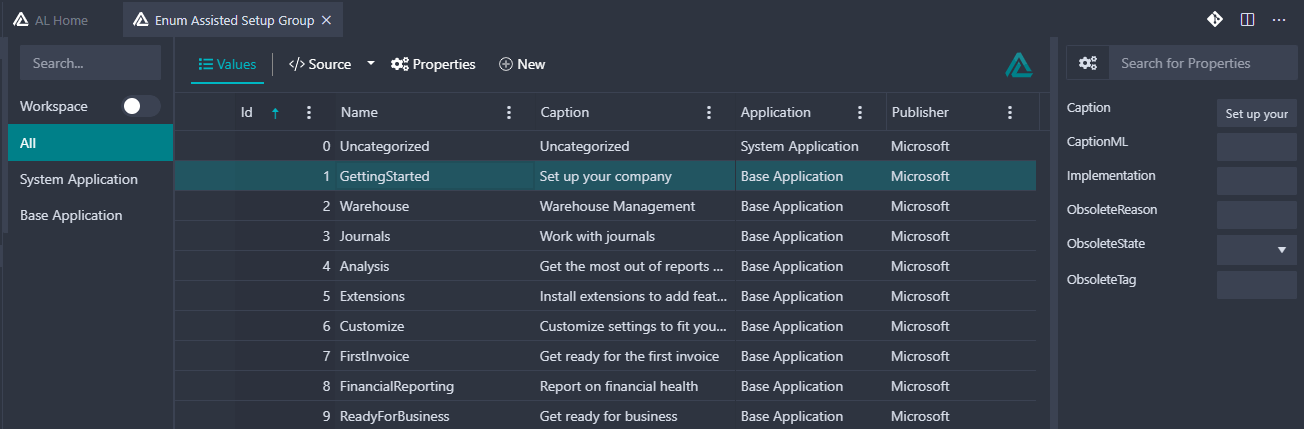 AL Home
Enum Assisted Setup Group
Search...
Workspace
All
System Application
Base Application
Values Source Properties New
Id Name Caption Application Publisher
0 Uncategorized Uncategorized System Application Microsoft
1 GettingStarted Set up your company Base Application Microsoft
2 Warehouse Warehouse Management Base Application Microsoft
3 Journals Work with journals Base Application Microsoft
4 Analysis Get the most out of reports ... Base Application Microsoft
5 Extensions Install extensions to add feat... Base Application Microsoft
6 Customize Customize settings to fit you... Base Application Microsoft
7 FirstInvoice Get ready for the first invoice Base Application Microsoft
8 FinancialReporting Report on financial health Base Application Microsoft
9 ReadyForBusiness Get ready for business Base Application Microsoft
Search for Properties
Caption Set up your
CaptionML
Implementation
ObsoleteReason
ObsoleteState
ObsoleteTag